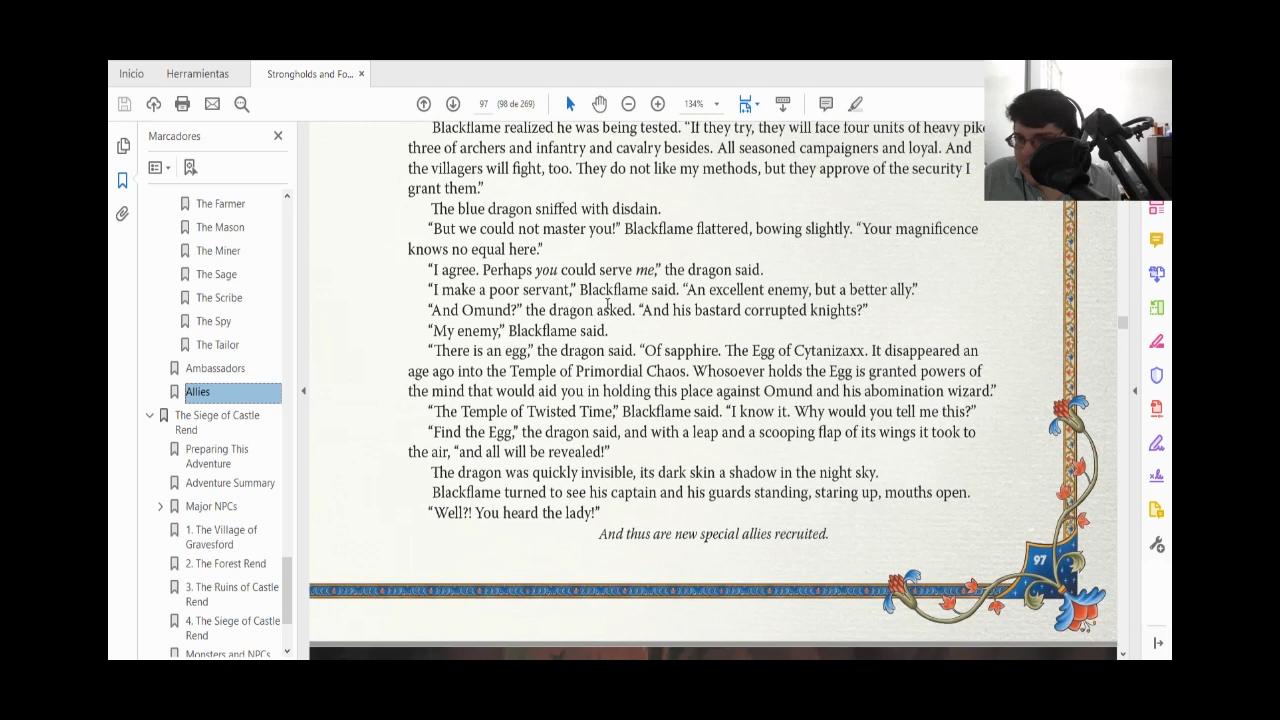 Inicio
Herramientas
Strongholds and Fo...
97
(98 de 269)
134%
Marcadores
The Farmer
The Mason
The Miner
The Sage
The Scribe
The Spy
The Tailor
Ambassadors
Allies
The Siege of Castle
Rend
Preparing This
Adventure
Adventure Summary
Major NPCs
1. The Village of
Gravesford
2. The Forest Rend
3. The Ruins of Castle
Rend
4. The Siege of Castle
Rend
Monsters and NPCs
Blackflame realized he was being tested. “If they try, they will face four units of heavy pike
three of archers and infantry and cavalry besides. All seasoned campaigners and loyal. And
the villagers will fight, too. They do not like my methods, but they approve of the security I
grant them.”
The blue dragon sniffed with disdain.
“But we could not master you!” Blackflame flattered, bowing slightly. “Your magnificence
knows no equal here.”
“I agree. Perhaps you could serve me,” the dragon said.
“I make a poor servant,” Blackflame said. “An excellent enemy, but a better ally.”
“And Omund?” the dragon asked. “And his bastard corrupted knights?”
“My enemy,” Blackflame said.
“There is an egg,” the dragon said. “Of sapphire. The Egg of Cytanizaxx. It disappeared an
age ago into the Temple of Primordial Chaos. Whosoever holds the Egg is granted powers of
the mind that would aid you in holding this place against Omund and his abomination wizard.”
“The Temple of Twisted Time,” Blackflame said. “I know it. Why would you tell me this?”
“Find the Egg,” the dragon said, and with a leap and a scooping flap of its wings it took to
the air, “and all will be revealed!”
The dragon was quickly invisible, its dark skin a shadow in the night sky.
Blackflame turned to see his captain and his guards standing, staring up, mouths open.
“Well?! You heard the lady!”
And thus are new special allies recruited.
97